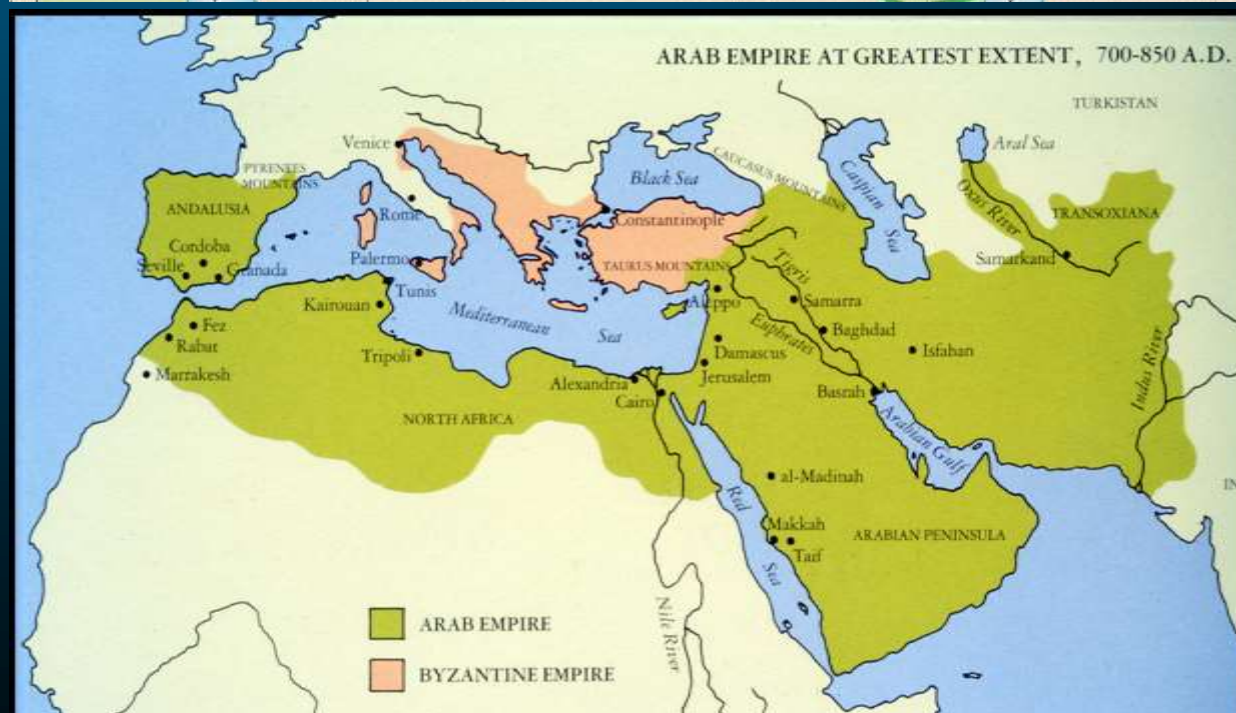 ARAB EMPIRE AT GREATEST EXTENT, 700-850 A.D.
TURKISTAN
Venice
Aral Sea
PYRENEES
MOUNTAINS
CAUCASUS MOUNTAINS
Caspian
Sea
Black Sea
Oxus River
ANDALUSIA
Rome
Constantinople
TRANSOXIANA
Cordoba
Seville
Granada
Palermo
TAURUS MOUNTAINS
Samarkand
Tunis
Tigris
Kairouan
Aleppo
Samarra
Mediterranean
Sea
Euphrates
Baghdad
Fez
Rabat
Isfahan
Tripoli
Damascus
Jerusalem
Indus River
Marrakesh
Alexandria
Cairo
Basrah
NORTH AFRICA
Arabian Gulf
al-Madinah
IN
Red
Sea
Makkah
Taif
ARABIAN PENINSULA
Nile River
ARAB EMPIRE
BYZANTINE EMPIRE